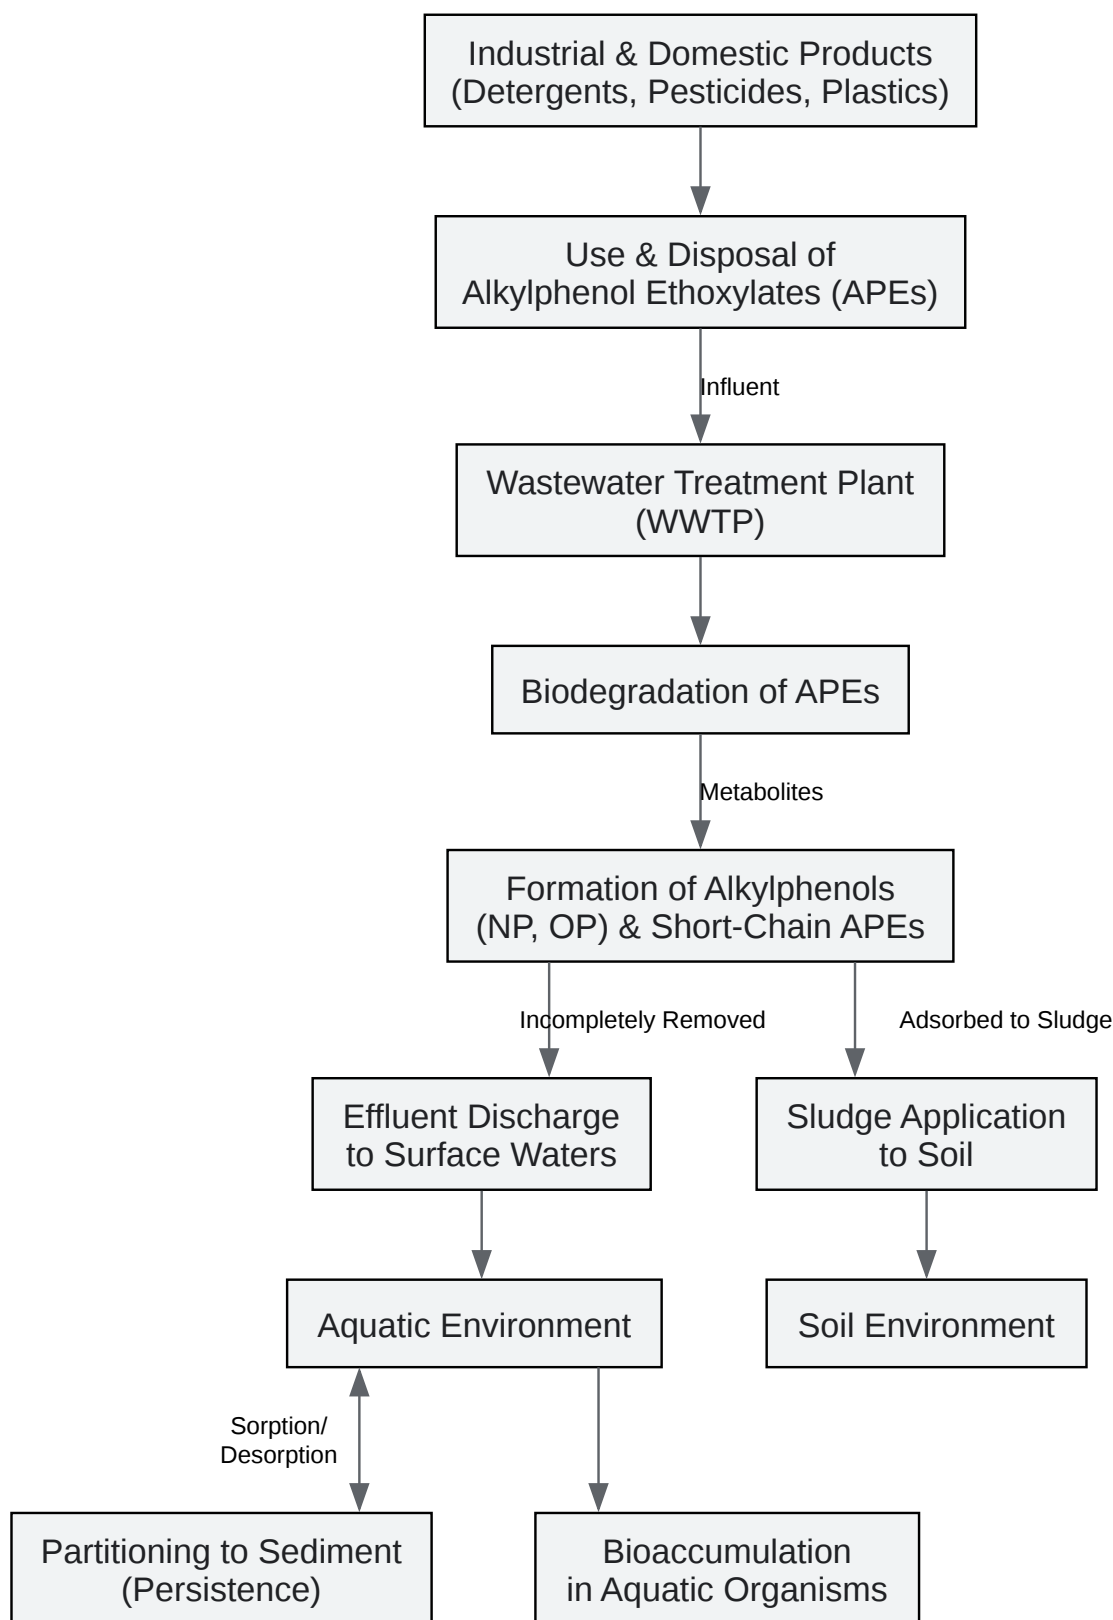 Industrial & Domestic Products
(Detergents, Pesticides, Plastics)
Use & Disposal of
Alkylphenol Ethoxylates (APEs)
Influent
Wastewater Treatment Plant
(WWTP)
Biodegradation of APEs
Metabolites
Formation of Alkylphenols
(NP, OP) & Short-Chain APEs
Incompletely Removed
Adsorbed to Sludge
Effluent Discharge
to Surface Waters
Sludge Application
to Soil
Aquatic Environment
Soil Environment
Sorption/
Desorption
Partitioning to Sediment
(Persistence)
Bioaccumulation
in Aquatic Organisms